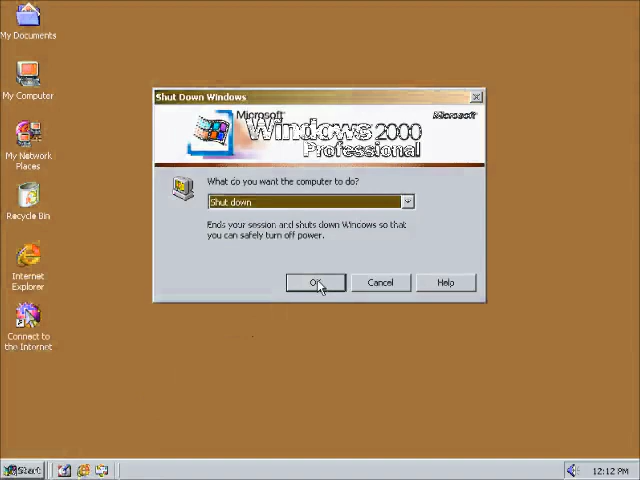 My Documents
My Computer
My Network
Places
Recycle Bin
Internet
Explorer
Connect to
the Internet
Shut Down Windows
Microsoft
Microsoft
Windows 2000
Professional
What do you want the computer to do?
Shut down
Ends your session and shuts down Windows so that
you can safely turn off power.
OK
Cancel
Help
Start
12:12 PM